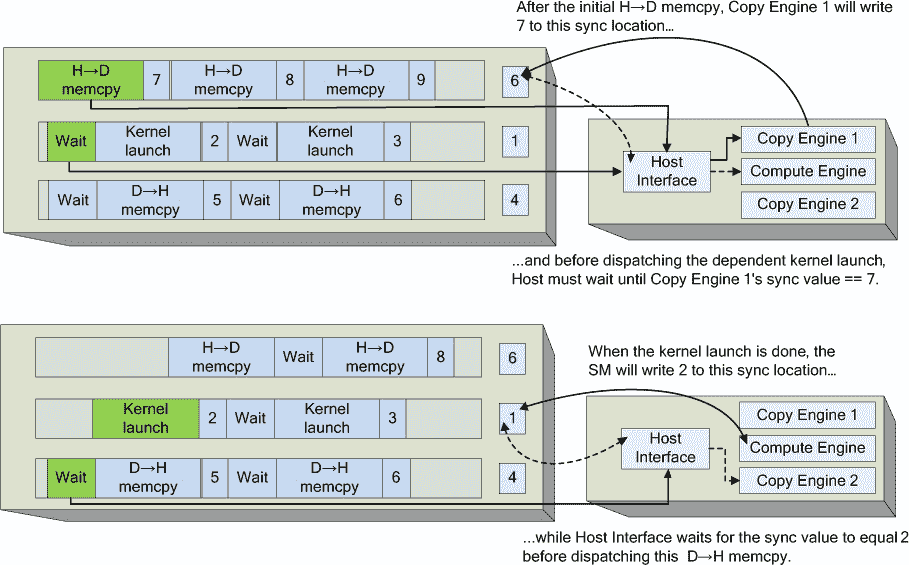 After the initial H→D memcpy, Copy Engine 1 will write
7 to this sync location…
H→D memcpy 7 H→D memcpy 8 H→D memcpy 9 6
Wait Kernel launch 2 Wait Kernel launch 3 1
Wait D→H memcpy 5 Wait D→H memcpy 6 4
Host Interface
Copy Engine 1
Compute Engine
Copy Engine 2
...and before dispatching the dependent kernel launch,
Host must wait until Copy Engine 1's sync value == 7.
H→D memcpy Wait H→D memcpy 8 6
Kernel launch 2 Wait Kernel launch 3 1
Wait D→H memcpy 5 Wait D→H memcpy 6 4
When the kernel launch is done, the
SM will write 2 to this sync location…
Host Interface
Copy Engine 1
Compute Engine
Copy Engine 2
...while Host Interface waits for the sync value to equal 2
before dispatching this D→H memcpy.